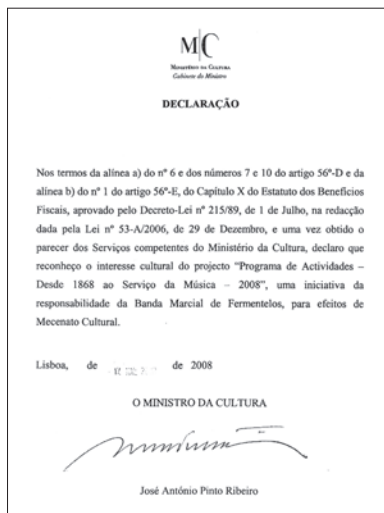 M|C
MINISTÉRIO DA CULTURA
Gabinete do Ministro
DECLARAÇÃO
Nos termos da alínea a) do nº 6 e dos números 7 e 10 do artigo 56º-D e da
alínea b) do nº 1 do artigo 56º-E, do Capítulo X do Estatuto dos Benefícios
Fiscais, aprovado pelo Decreto-Lei nº 215/89, de 1 de Julho, na redacção
dada pela Lei nº 53-A/2006, de 29 de Dezembro, e uma vez obtido o
parecer dos Serviços competentes do Ministério da Cultura, declaro que
reconheço o interesse cultural do projecto “Programa de Actividades –
Desde 1868 ao Serviço da Música – 2008”, uma iniciativa da
responsabilidade da Banda Marcial de Fermentelos, para efeitos de
Mecenato Cultural.
Lisboa, de de 2008
O MINISTRO DA CULTURA
José António Pinto Ribeiro